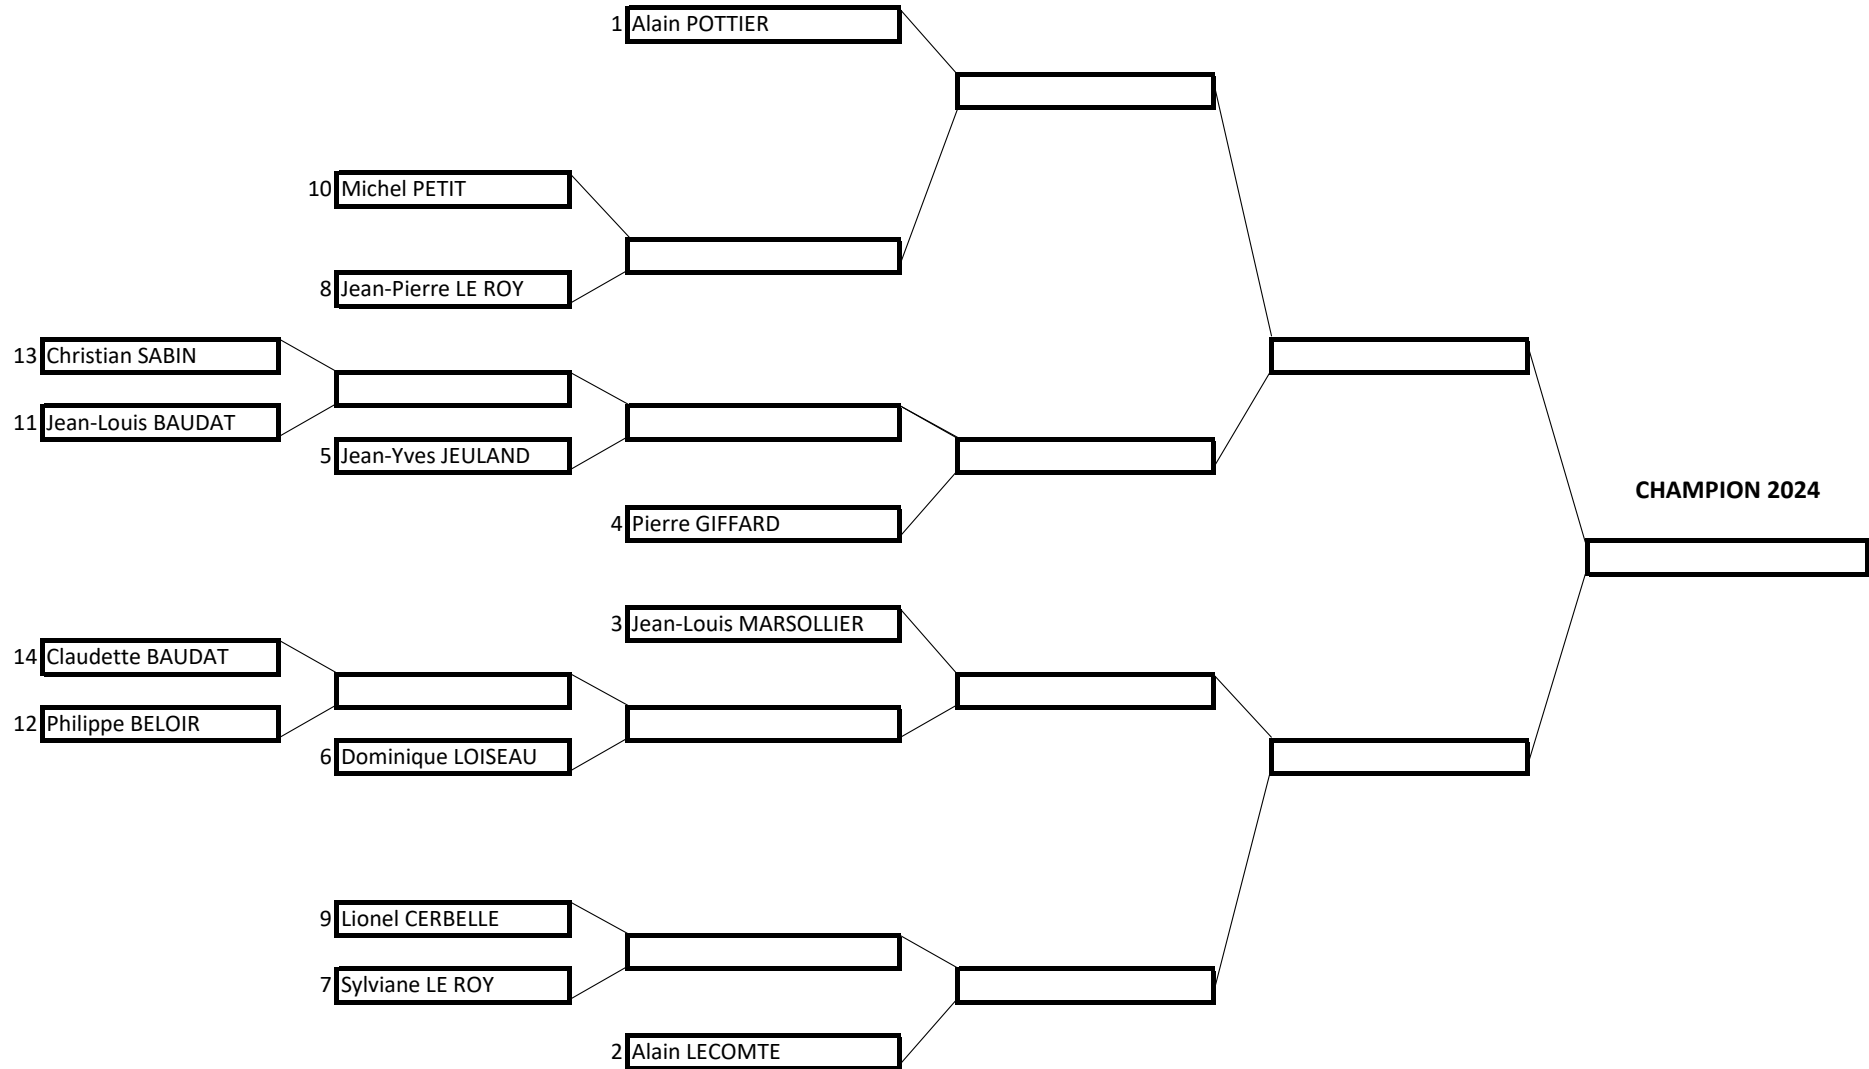 1 Alain POTTIER
10 Michel PETIT
8 Jean-Pierre LE ROY
13 Christian SABIN
11 Jean-Louis BAUDAT
5 Jean-Yves JEULAND
CHAMPION 2024
4 Pierre GIFFARD
3 Jean-Louis MARSOLLIER
14 Claudette BAUDAT
12 Philippe BELOIR
6 Dominique LOISEAU
9 Lionel CERBELLE
7 Sylviane LE ROY
2 Alain LECOMTE